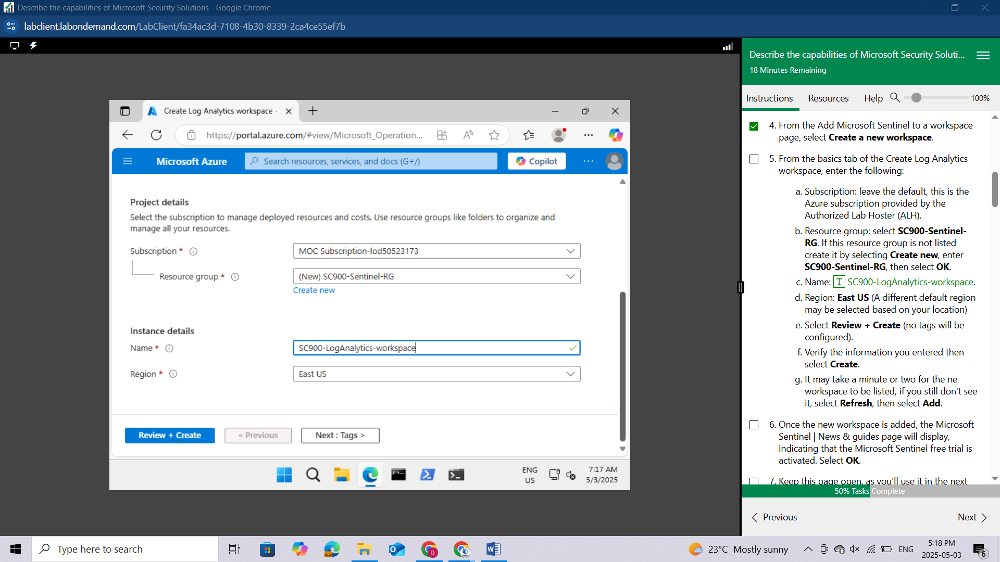 Describe the capabilities of Microsoft Security Solutions - Google Chrome
labclient.labondemand.com/LabClient/fa34ac3d-7108-4b30-8339-2ca4ce55ef7b
Create Log Analytics workspace -
https://portal.azure.com/#view/Microsoft_Operation...
Microsoft Azure
Search resources, services, and docs (G+/)
Copilot
Project details
Select the subscription to manage deployed resources and costs. Use resource groups like folders to organize and
manage all your resources.
Subscription *
MOC Subscription-lod50523173
Resource group *
(New) SC900-Sentinel-RG
Create new
Instance details
Name *
SC900-LogAnalytics-workspace
Region *
East US
Review + Create
« Previous
Next : Tags >
ENG
US
7:17 AM
5/3/2025
Describe the capabilities of Microsoft Security Soluti...
18 Minutes Remaining
Instructions
Resources
Help
100%
4. From the Add Microsoft Sentinel to a workspace
page, select Create a new workspace.
5. From the basics tab of the Create Log Analytics
workspace, enter the following:
a. Subscription: leave the default, this is the
Azure subscription provided by the
Authorized Lab Hoster (ALH).
b. Resource group: select SC900-Sentinel-
RG. If this resource group is not listed
create it by selecting Create new, enter
SC900-Sentinel-RG, then select OK.
c. Name: T SC900-LogAnalytics-workspace.
d. Region: East US (A different default region
may be selected based on your location)
e. Select Review + Create (no tags will be
configured).
f. Verify the information you entered then
select Create.
g. It may take a minute or two for the ne
workspace to be listed, if you still don't see
it, select Refresh, then select Add.
6. Once the new workspace is added, the Microsoft
Sentinel | News & guides page will display,
indicating that the Microsoft Sentinel free trial is
activated. Select OK.
7. Keep this page open, as you'll use it in the next
50% Tasks Complete
Previous
Next
Type here to search
23°C Mostly sunny
ENG
5:18 PM
2025-05-03
6